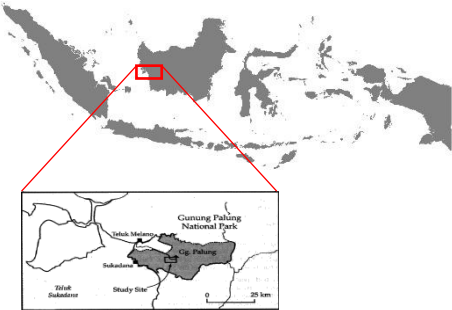 Gunung Palung
National Park
Teluk Melano
Gg. Palung
Sukadana
Teluk
Sukadana
Study Site
0
25 km